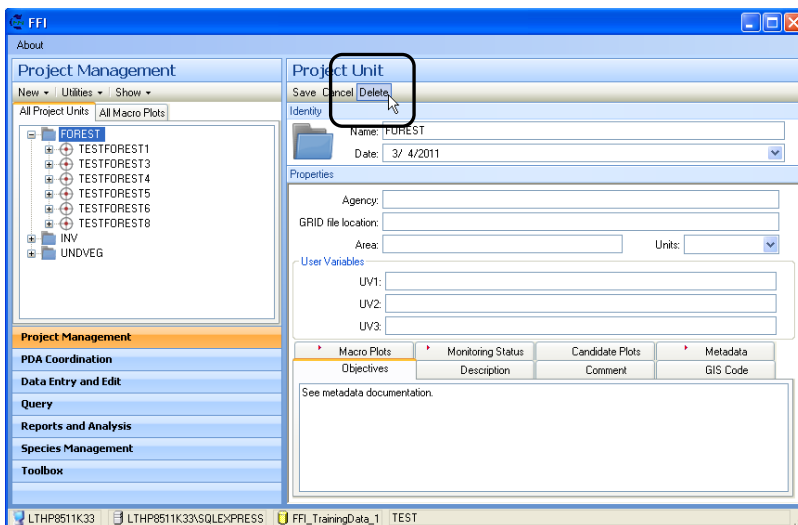 FFI
About
Project Management
New Utilities Show
All Project Units All Macro Plots
FOREST
TESTFOREST1
TESTFOREST3
TESTFOREST4
TESTFOREST5
TESTFOREST6
TESTFOREST8
INV
UNDVEG
Project Management
PDA Coordination
Data Entry and Edit
Query
Reports and Analysis
Species Management
Toolbox
Project Unit
Save Cancel Delete
Identity
Name: FOREST
Date: 3/ 4/2011
Properties
Agency:
GRID file location:
Area: Units:
User Variables
UV1:
UV2:
UV3:
Macro Plots Monitoring Status Candidate Plots Metadata
Objectives Description Comment GIS Code
See metadata documentation.
LTHP8511K33 LTHP8511K33\SQLEXPRESS FFI_TrainingData_1 TEST